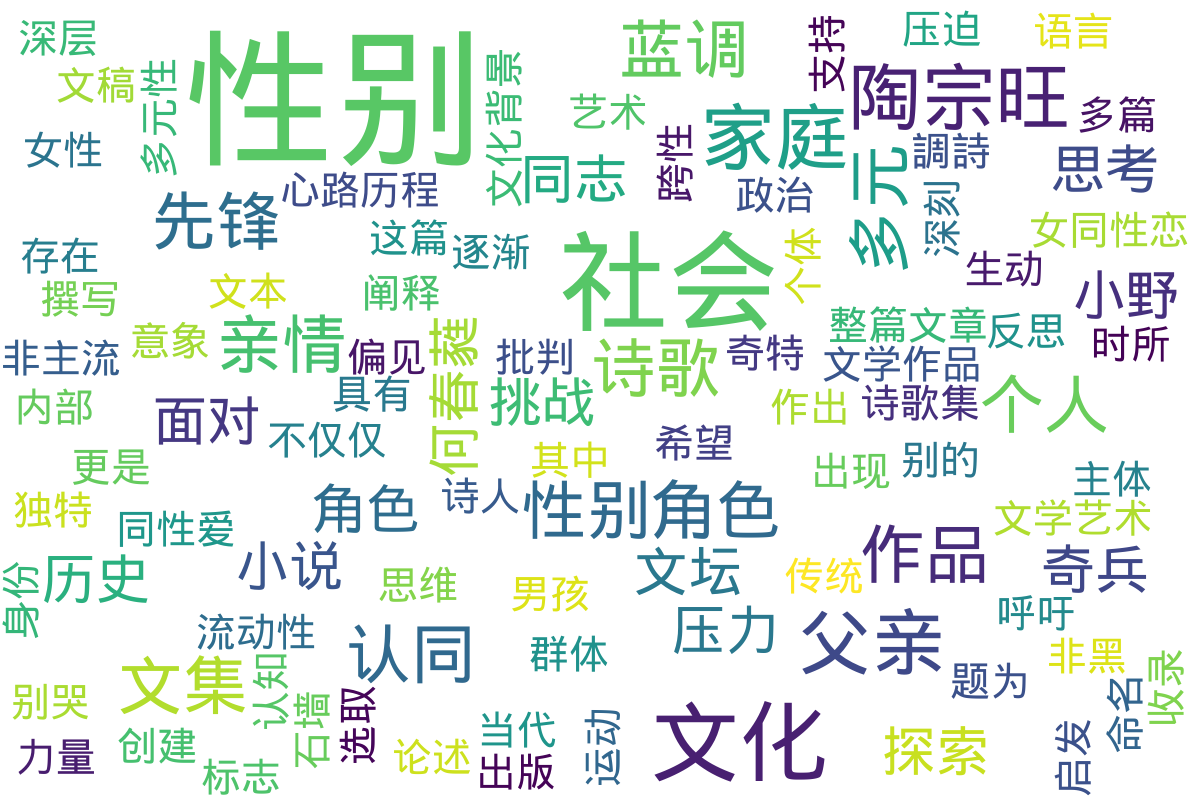 深层
性别
蓝调
支持
压迫
语言
文稿
多元性
文化背景
艺术
陶宗旺
多篇
女性
跨性
家庭
調詩
思考
心路历程
同志
政治
多元
深刻
先锋
这篇
逐渐
社会
个体
女同性恋
存在
生动
撰写
文本
阐释
小野
意象
亲情
何春蕤
整篇文章
反思
时所
非主流
偏见
批判
诗歌
奇特
文学作品
内部
面对
具有
挑战
作出
诗歌集
个人
不仅仅
希望
更是
其中
出现
别的
主体
独特
角色
诗人
性别角色
文学艺术
同性爱
历史
小说
文坛
作品
奇兵
身份
思维
男孩
传统
流动性
认同
群体
压力
父亲
呼吁
非黑
别哭
文集
认知
石墙
选取
题为
命名
收录
力量
创建
标志
论述
当代
出版
运动
文化
探索
启发